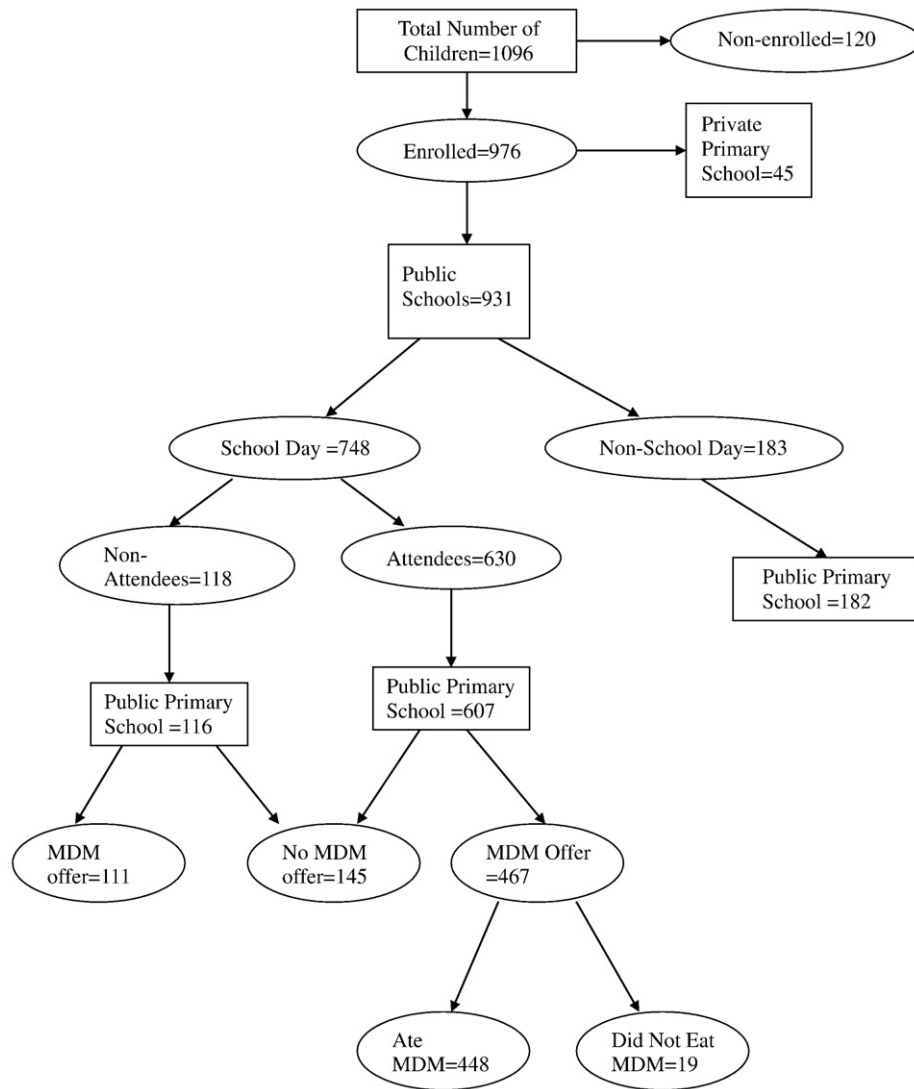 Total Number of
Children=1096
Non-enrolled=120
Enrolled=976
Private
Primary
School=45
Public
Schools=931
School Day =748
Non-School Day=183
Non-
Attendees=118
Attendees=630
Public Primary
School =182
Public Primary
School =116
Public Primary
School =607
MDM
offer=111
No MDM
offer=145
MDM Offer
=467
Ate
MDM=448
Did Not Eat
MDM=19